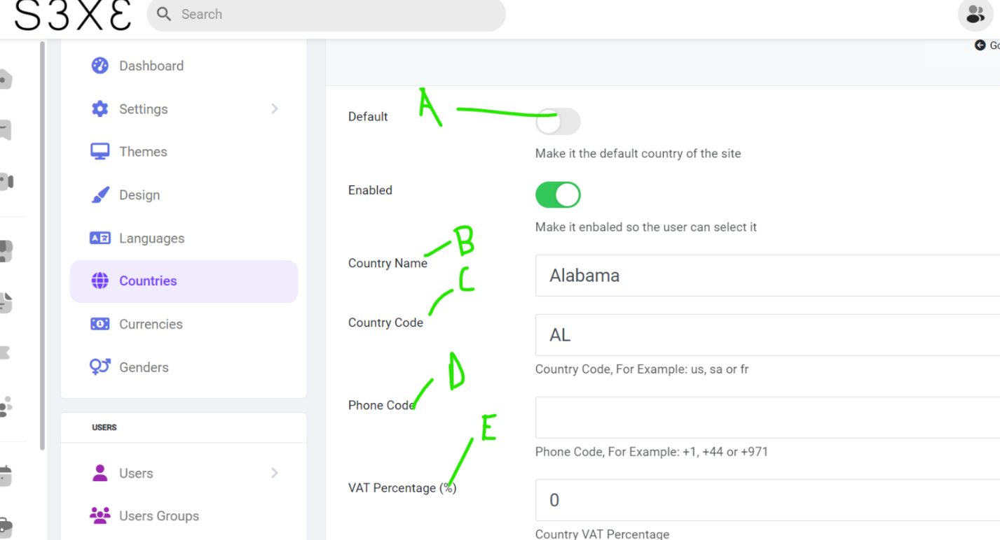 S3XE Search
Go
Dashboard
Settings
Themes
Design
Languages
Countries
Currencies
Genders
USERS
Users
Users Groups
A
Default
Make it the default country of the site
Enabled
Make it enbaled so the user can select it
B
Country Name Alabama
C
Country Code AL
Country Code, For Example: us, sa or fr
D
Phone Code
Phone Code, For Example: +1, +44 or +971
E
VAT Percentage (%) 0
Country VAT Percentage